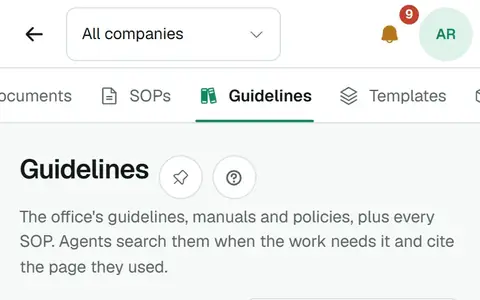 All companies
9
AR
ocuments
SOPs
Guidelines
Templates
Guidelines
The office's guidelines, manuals and policies, plus every
SOP. Agents search them when the work needs it and cite
the page they used.